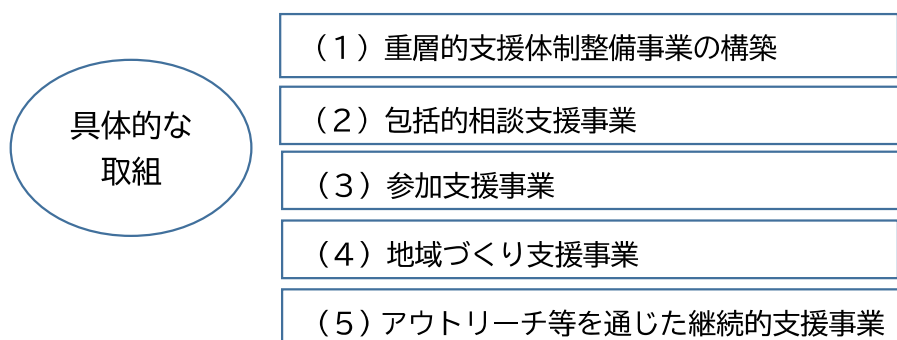 具体的な
取組
（１）重層的支援体制整備事業の構築
（２）包括的相談支援事業
（３）参加支援事業
（４）地域づくり支援事業
（５）アウトリーチ等を通じた継続的支援事業